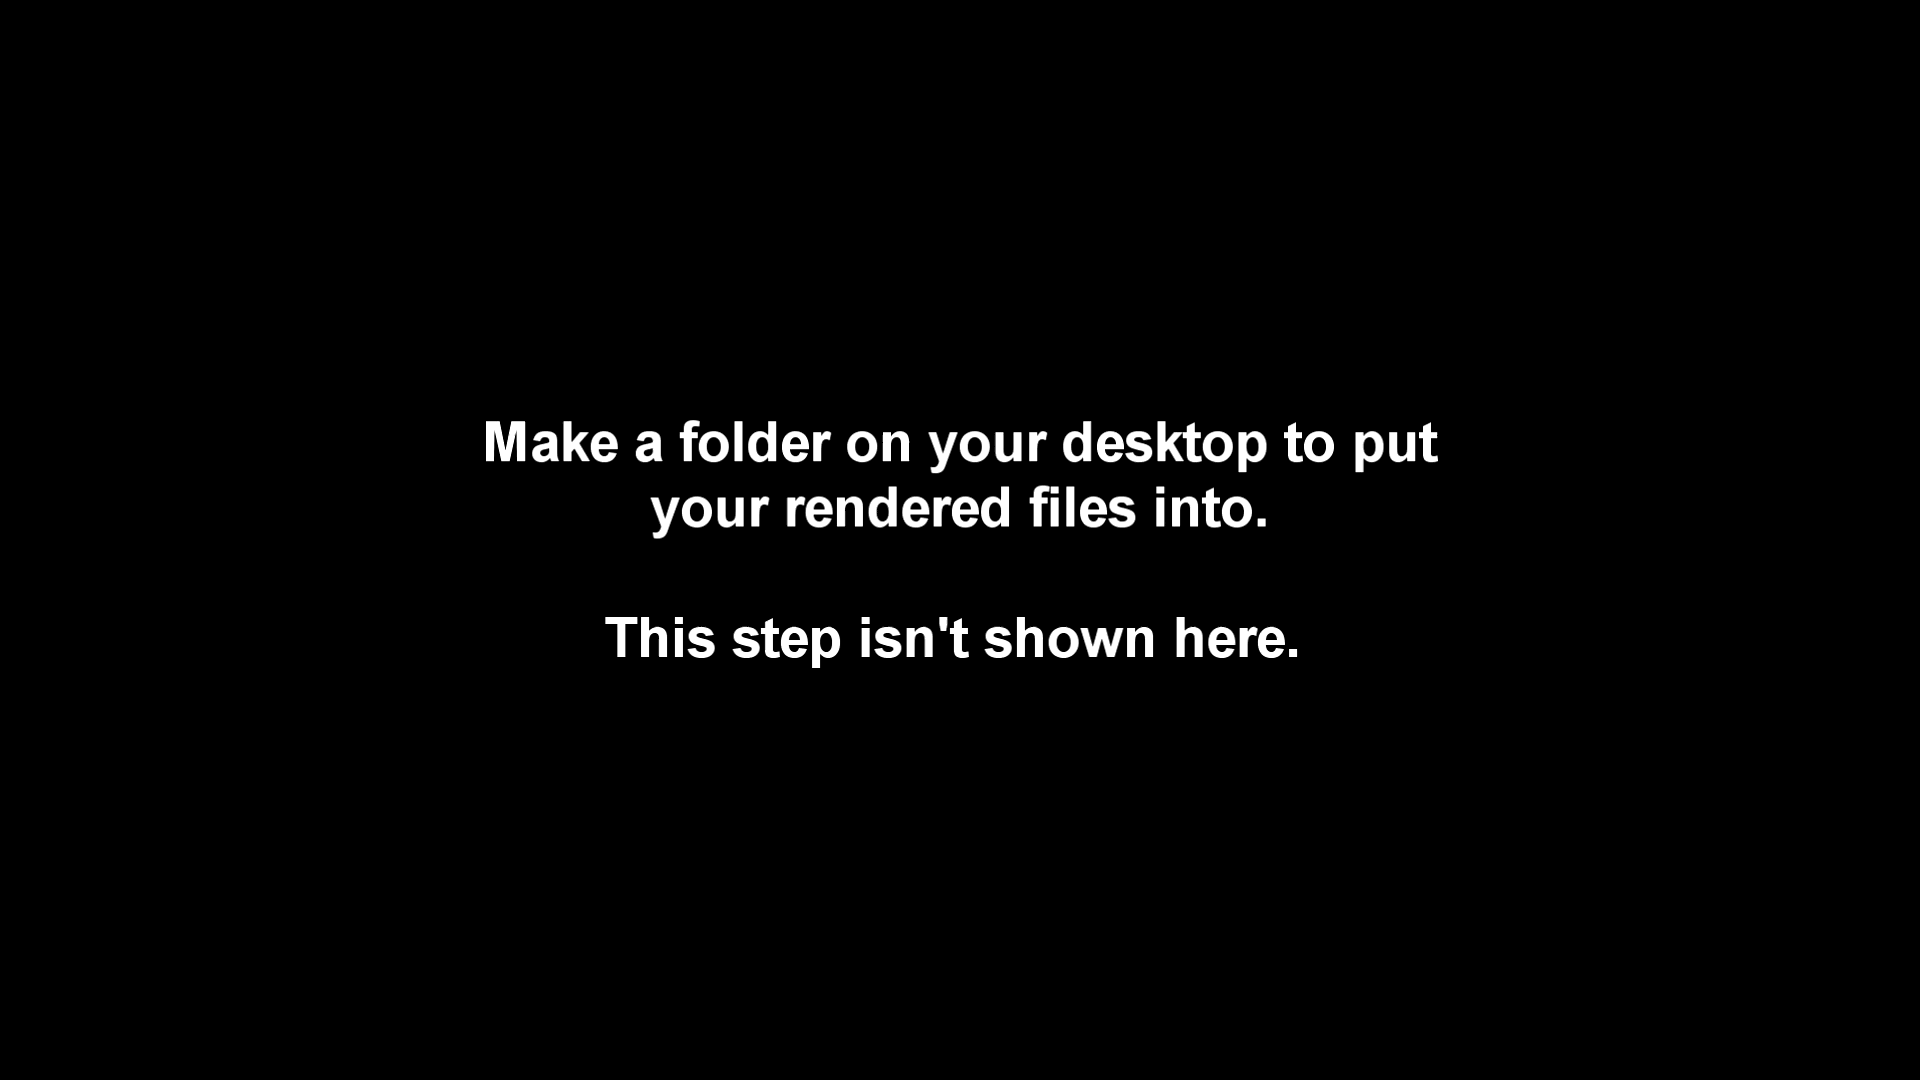 Make a folder on your desktop to put
your rendered files into.
This step isn't shown here.